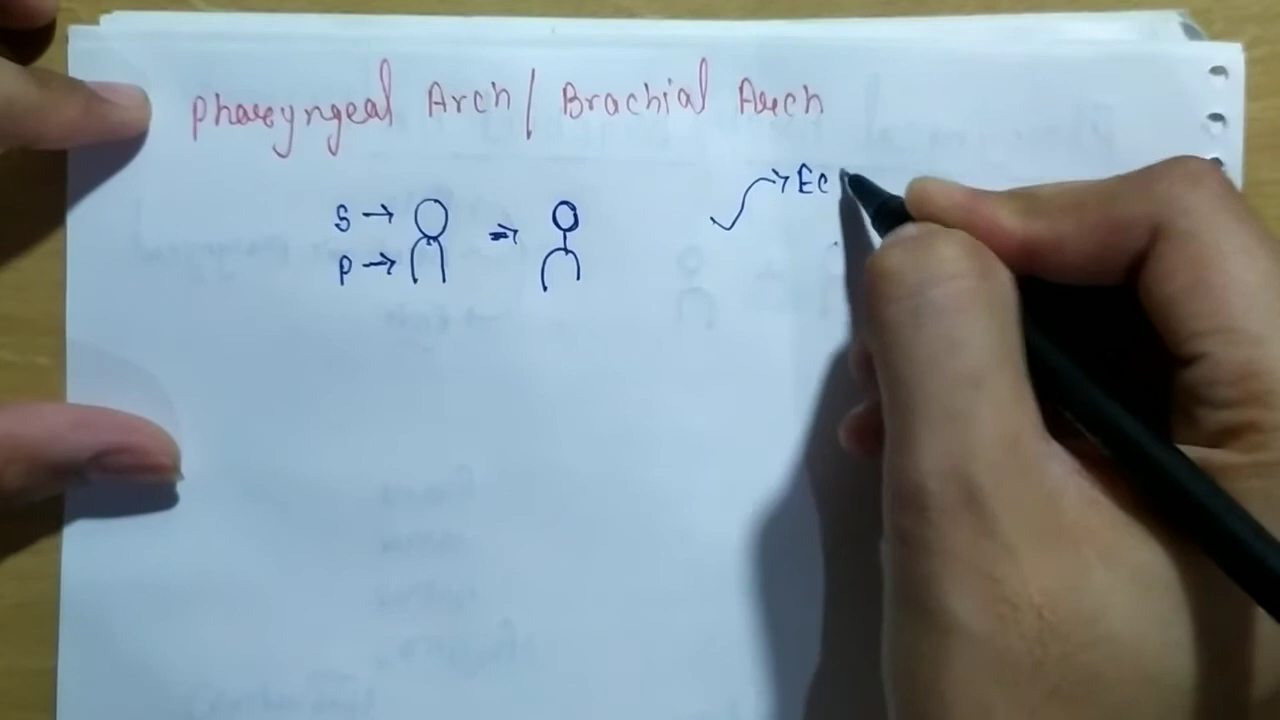 Pharyngeal Arch / Brachial Arch
S →
P →
→ Ec